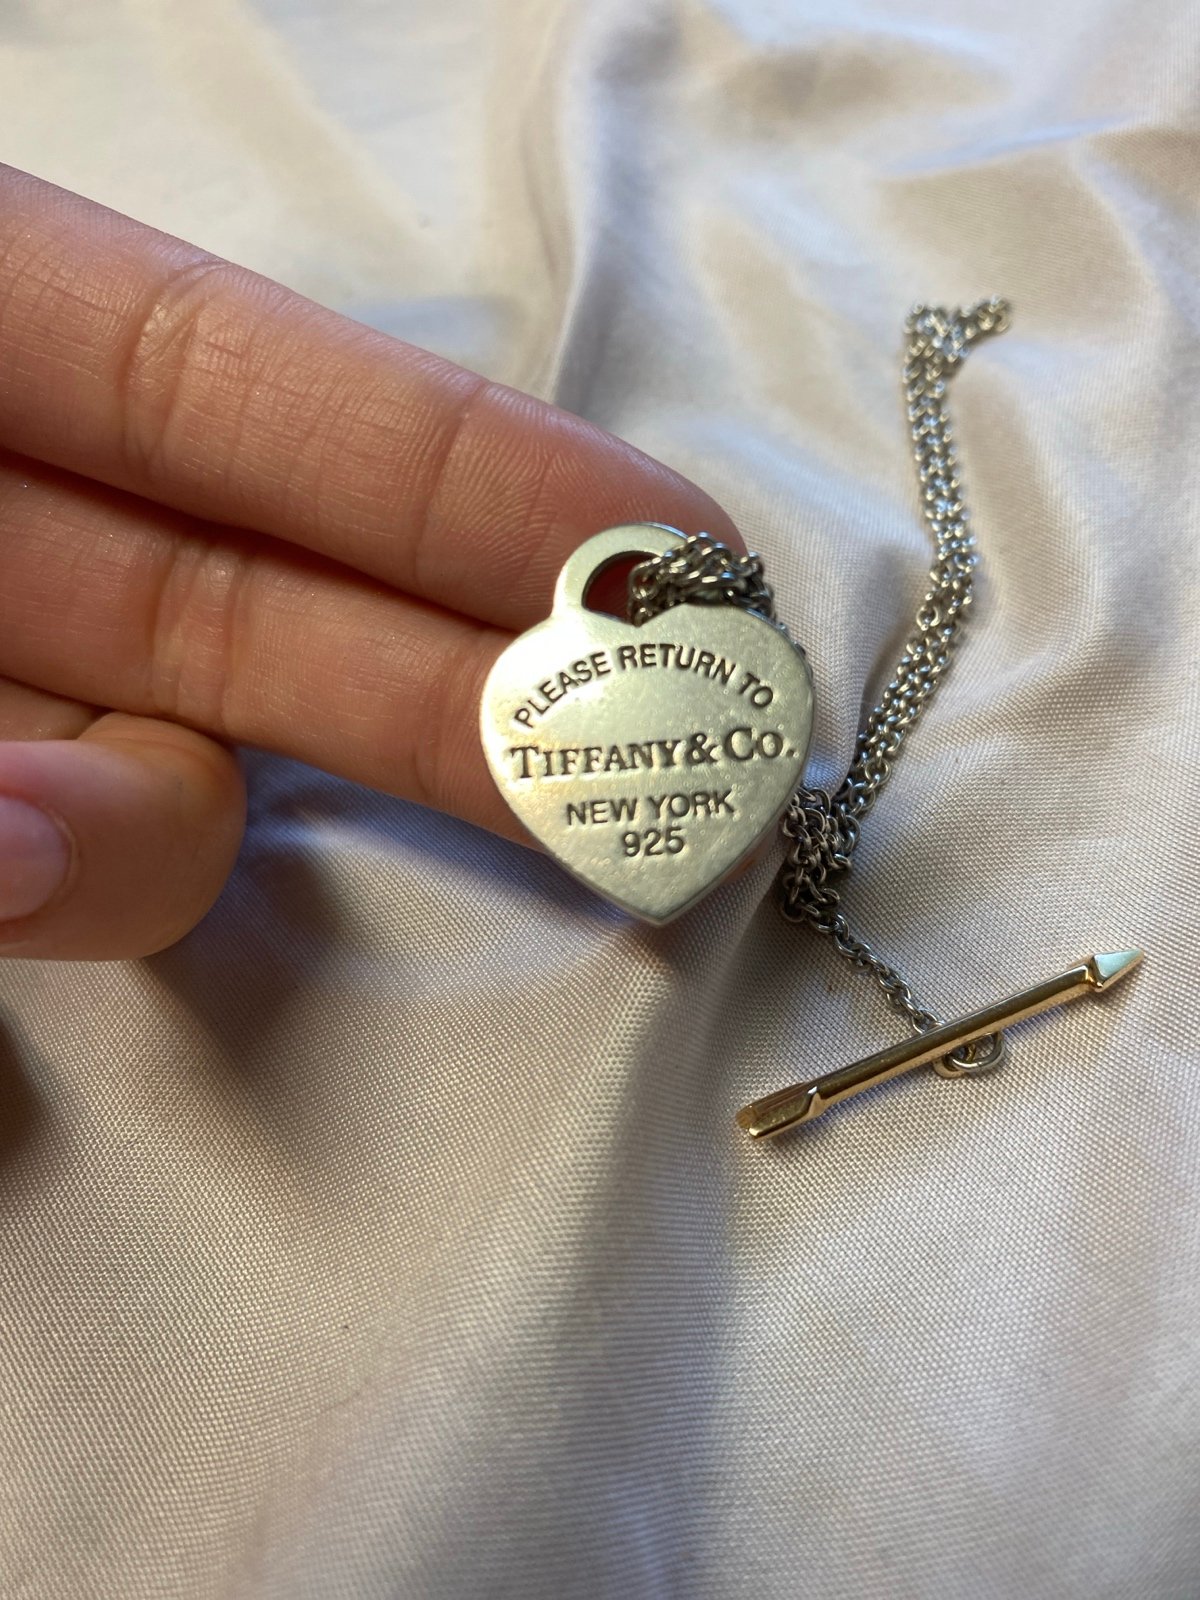 PLEASE RETURN TO
TIFFANY & CO.
NEW YORK
925